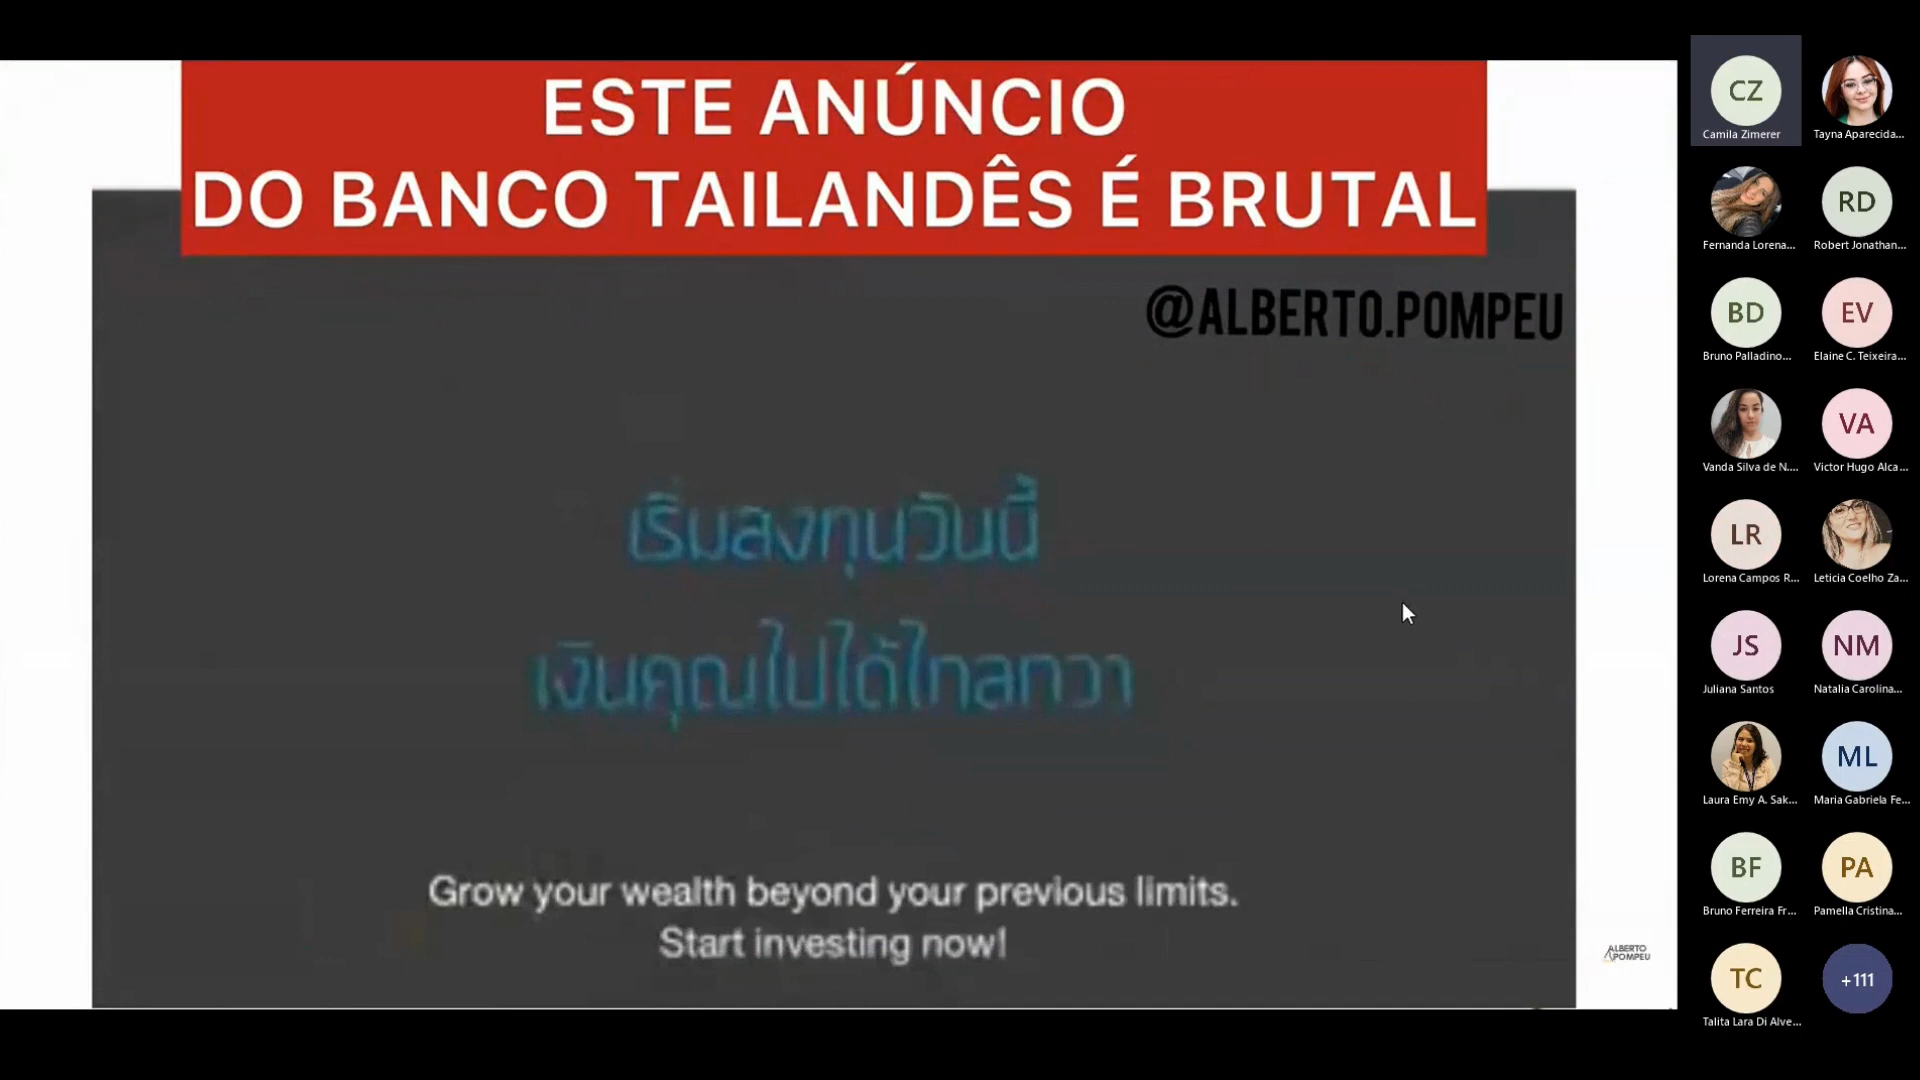 ESTE ANÚNCIO
DO BANCO TAILANDÊS É BRUTAL
@ALBERTO.POMPEU
เริ่มลงทุนวันนี้
เงินคุณไปได้ไกลกว่า
Grow your wealth beyond your previous limits.
Start investing now!
ALBERTO
POMPEU
CZ
Camila Zimerer
Tayna Aparecida...
Fernanda Lorena...
RD
Robert Jonathan...
BD
Bruno Palladino...
EV
Elaine C. Teixeira...
Vanda Silva de N...
VA
Victor Hugo Alca...
LR
Lorena Campos R...
Leticia Coelho Za...
JS
Juliana Santos
NM
Natalia Carolina...
Laura Emy A. Sak...
ML
Maria Gabriela Fe...
BF
Bruno Ferreira Fr...
PA
Pamella Cristina...
TC
Talita Lara Di Alve...
+111